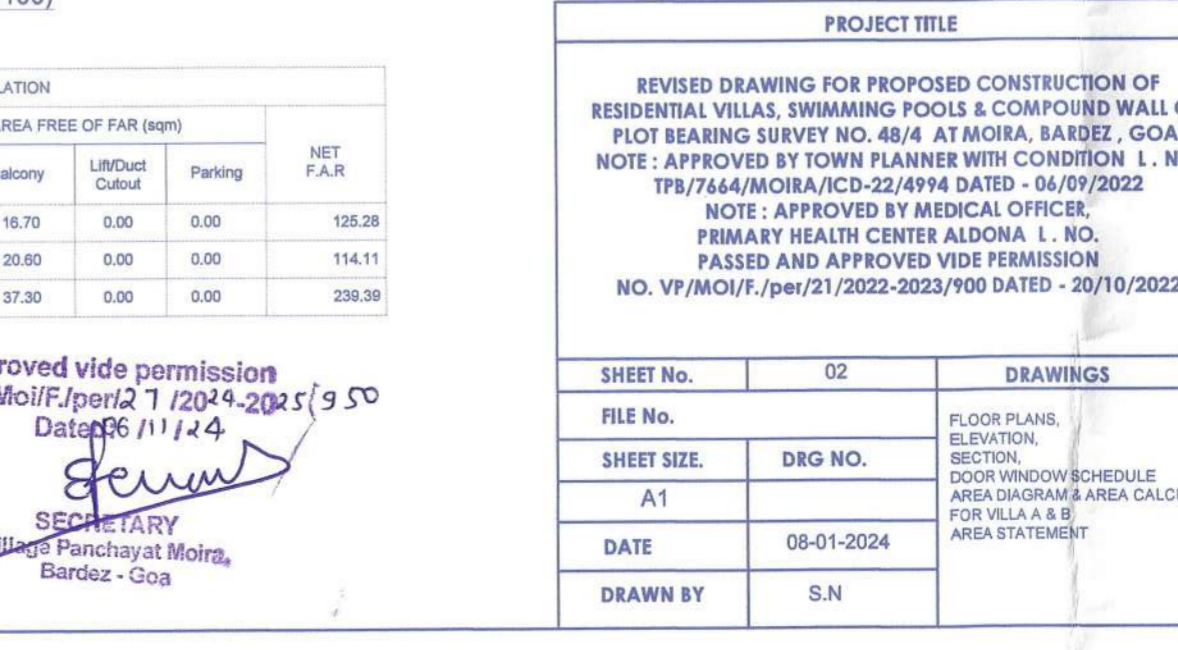 LATION
AREA FREE OF FAR (sqm)
NET
F.A.R
alcony
Lift/Duct
Cutout
Parking
16.70 0.00 0.00 125.28
20.60 0.00 0.00 114.11
37.30 0.00 0.00 239.39
roved vide permission
Moi/F./per/27/2024-2025/950
Date 06/11/24
SECRETARY
illage Panchayat Moira,
Bardez - Goa
PROJECT TITLE
REVISED DRAWING FOR PROPOSED CONSTRUCTION OF
RESIDENTIAL VILLAS, SWIMMING POOLS & COMPOUND WALL
PLOT BEARING SURVEY NO. 48/4 AT MOIRA, BARDEZ , GOA
NOTE : APPROVED BY TOWN PLANNER WITH CONDITION L . N
TPB/7664/MOIRA/ICD-22/4994 DATED - 06/09/2022
NOTE : APPROVED BY MEDICAL OFFICER,
PRIMARY HEALTH CENTER ALDONA L . NO.
PASSED AND APPROVED VIDE PERMISSION
NO. VP/MOI/F./per/21/2022-2023/900 DATED - 20/10/2022
SHEET No. 02 DRAWINGS
FILE No.
SHEET SIZE. DRG NO.
A1
DATE 08-01-2024
DRAWN BY S.N
FLOOR PLANS,
ELEVATION,
SECTION,
DOOR WINDOW SCHEDULE
AREA DIAGRAM & AREA CALC
FOR VILLA A & B
AREA STATEMENT